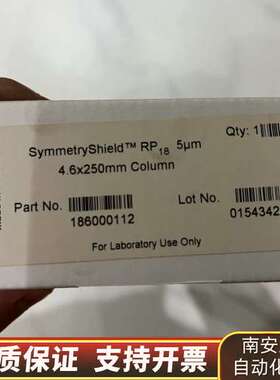 SymmetryShield™ RP18 5µm
Qty: 1
4.6x250mm Column
Part No.
186000112
Lot No.
0154342
For Laboratory Use Only
质保证 支持开票
南安
自动化